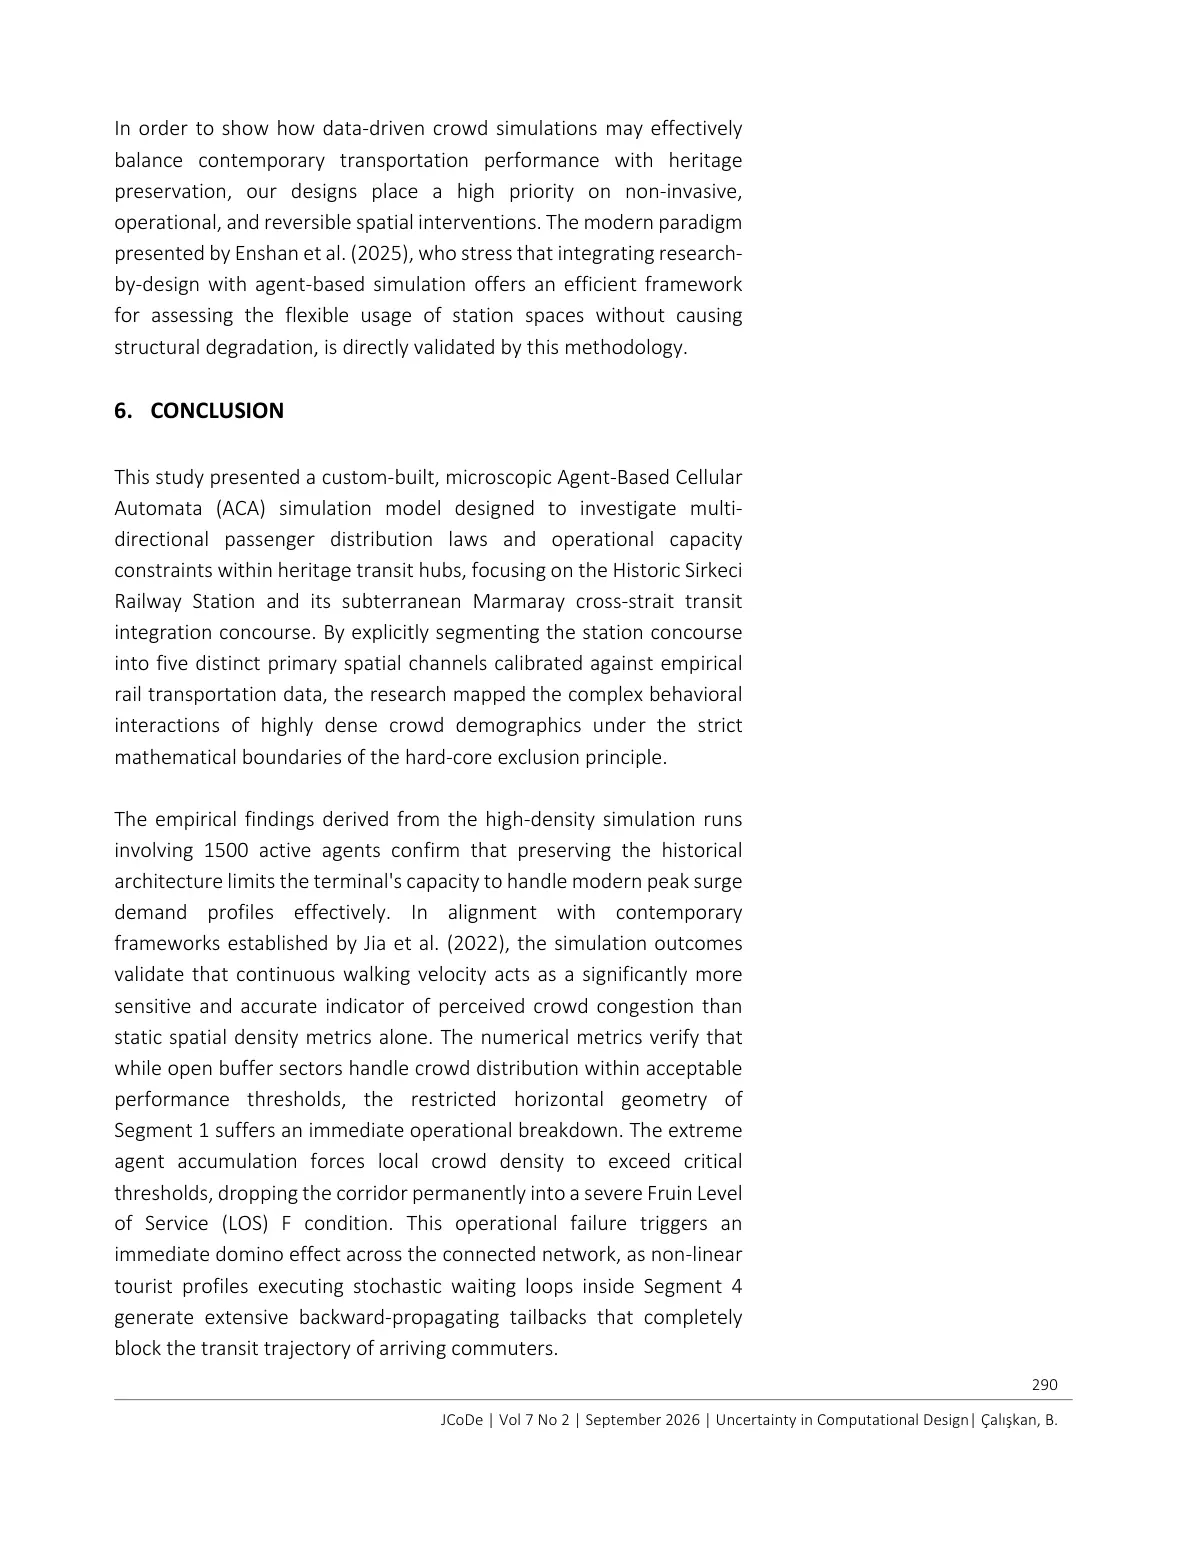 In order to show how data-driven crowd simulations may effectively
balance contemporary transportation performance with heritage
preservation, our designs place a high priority on non-invasive,
operational, and reversible spatial interventions. The modern paradigm
presented by Enshan et al. (2025), who stress that integrating research-
by-design with agent-based simulation offers an efficient framework
for assessing the flexible usage of station spaces without causing
structural degradation, is directly validated by this methodology.
6. CONCLUSION
This study presented a custom-built, microscopic Agent-Based Cellular
Automata (ACA) simulation model designed to investigate multi-
directional passenger distribution laws and operational capacity
constraints within heritage transit hubs, focusing on the Historic Sirkeci
Railway Station and its subterranean Marmaray cross-strait transit
integration concourse. By explicitly segmenting the station concourse
into five distinct primary spatial channels calibrated against empirical
rail transportation data, the research mapped the complex behavioral
interactions of highly dense crowd demographics under the strict
mathematical boundaries of the hard-core exclusion principle.
The empirical findings derived from the high-density simulation runs
involving 1500 active agents confirm that preserving the historical
architecture limits the terminal's capacity to handle modern peak surge
demand profiles effectively. In alignment with contemporary
frameworks established by Jia et al. (2022), the simulation outcomes
validate that continuous walking velocity acts as a significantly more
sensitive and accurate indicator of perceived crowd congestion than
static spatial density metrics alone. The numerical metrics verify that
while open buffer sectors handle crowd distribution within acceptable
performance thresholds, the restricted horizontal geometry of
Segment 1 suffers an immediate operational breakdown. The extreme
agent accumulation forces local crowd density to exceed critical
thresholds, dropping the corridor permanently into a severe Fruin Level
of Service (LOS) F condition. This operational failure triggers an
immediate domino effect across the connected network, as non-linear
tourist profiles executing stochastic waiting loops inside Segment 4
generate extensive backward-propagating tailbacks that completely
block the transit trajectory of arriving commuters.
290
JCoDe | Vol 7 No 2 | September 2026 | Uncertainty in Computational Design| Çalışkan, B.